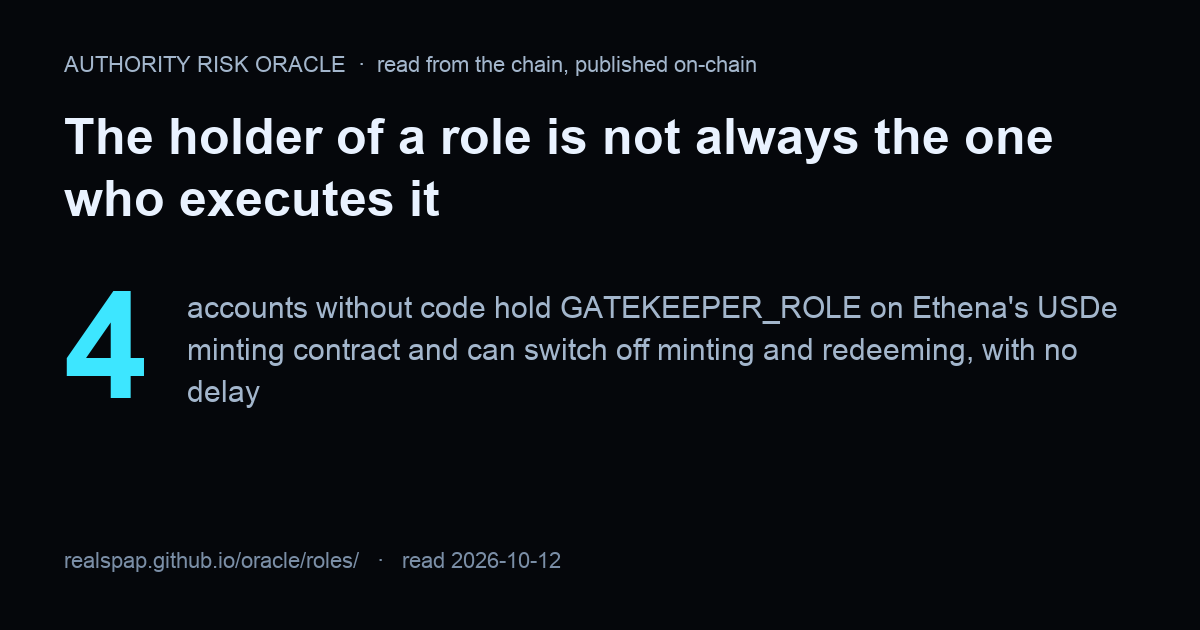 AUTHORITY RISK ORACLE · read from the chain, published on-chain
The holder of a role is not always the one
who executes it
4
accounts without code hold GATEKEEPER_ROLE on Ethena's USDe
minting contract and can switch off minting and redeeming, with no
delay
realspap.github.io/oracle/roles/ · read 2026-10-12